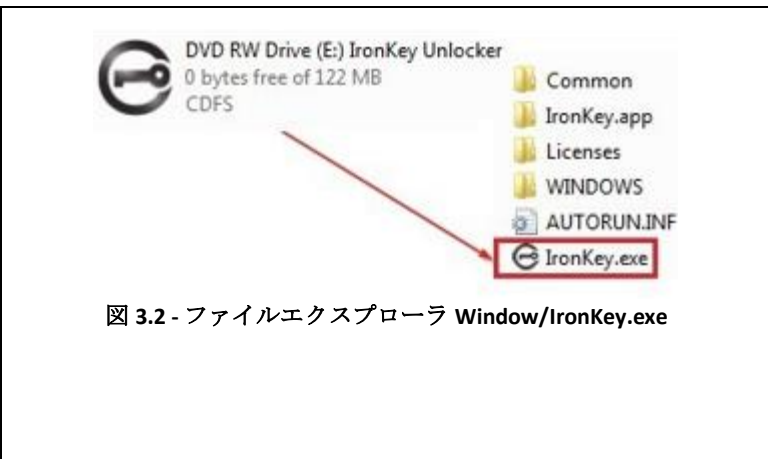 DVD RW Drive (E:) IronKey Unlocker
0 bytes free of 122 MB
CDFS
Common
IronKey.app
Licenses
WINDOWS
AUTORUN.INF
IronKey.exe
図 3.2 - ファイルエクスプローラ Window/IronKey.exe